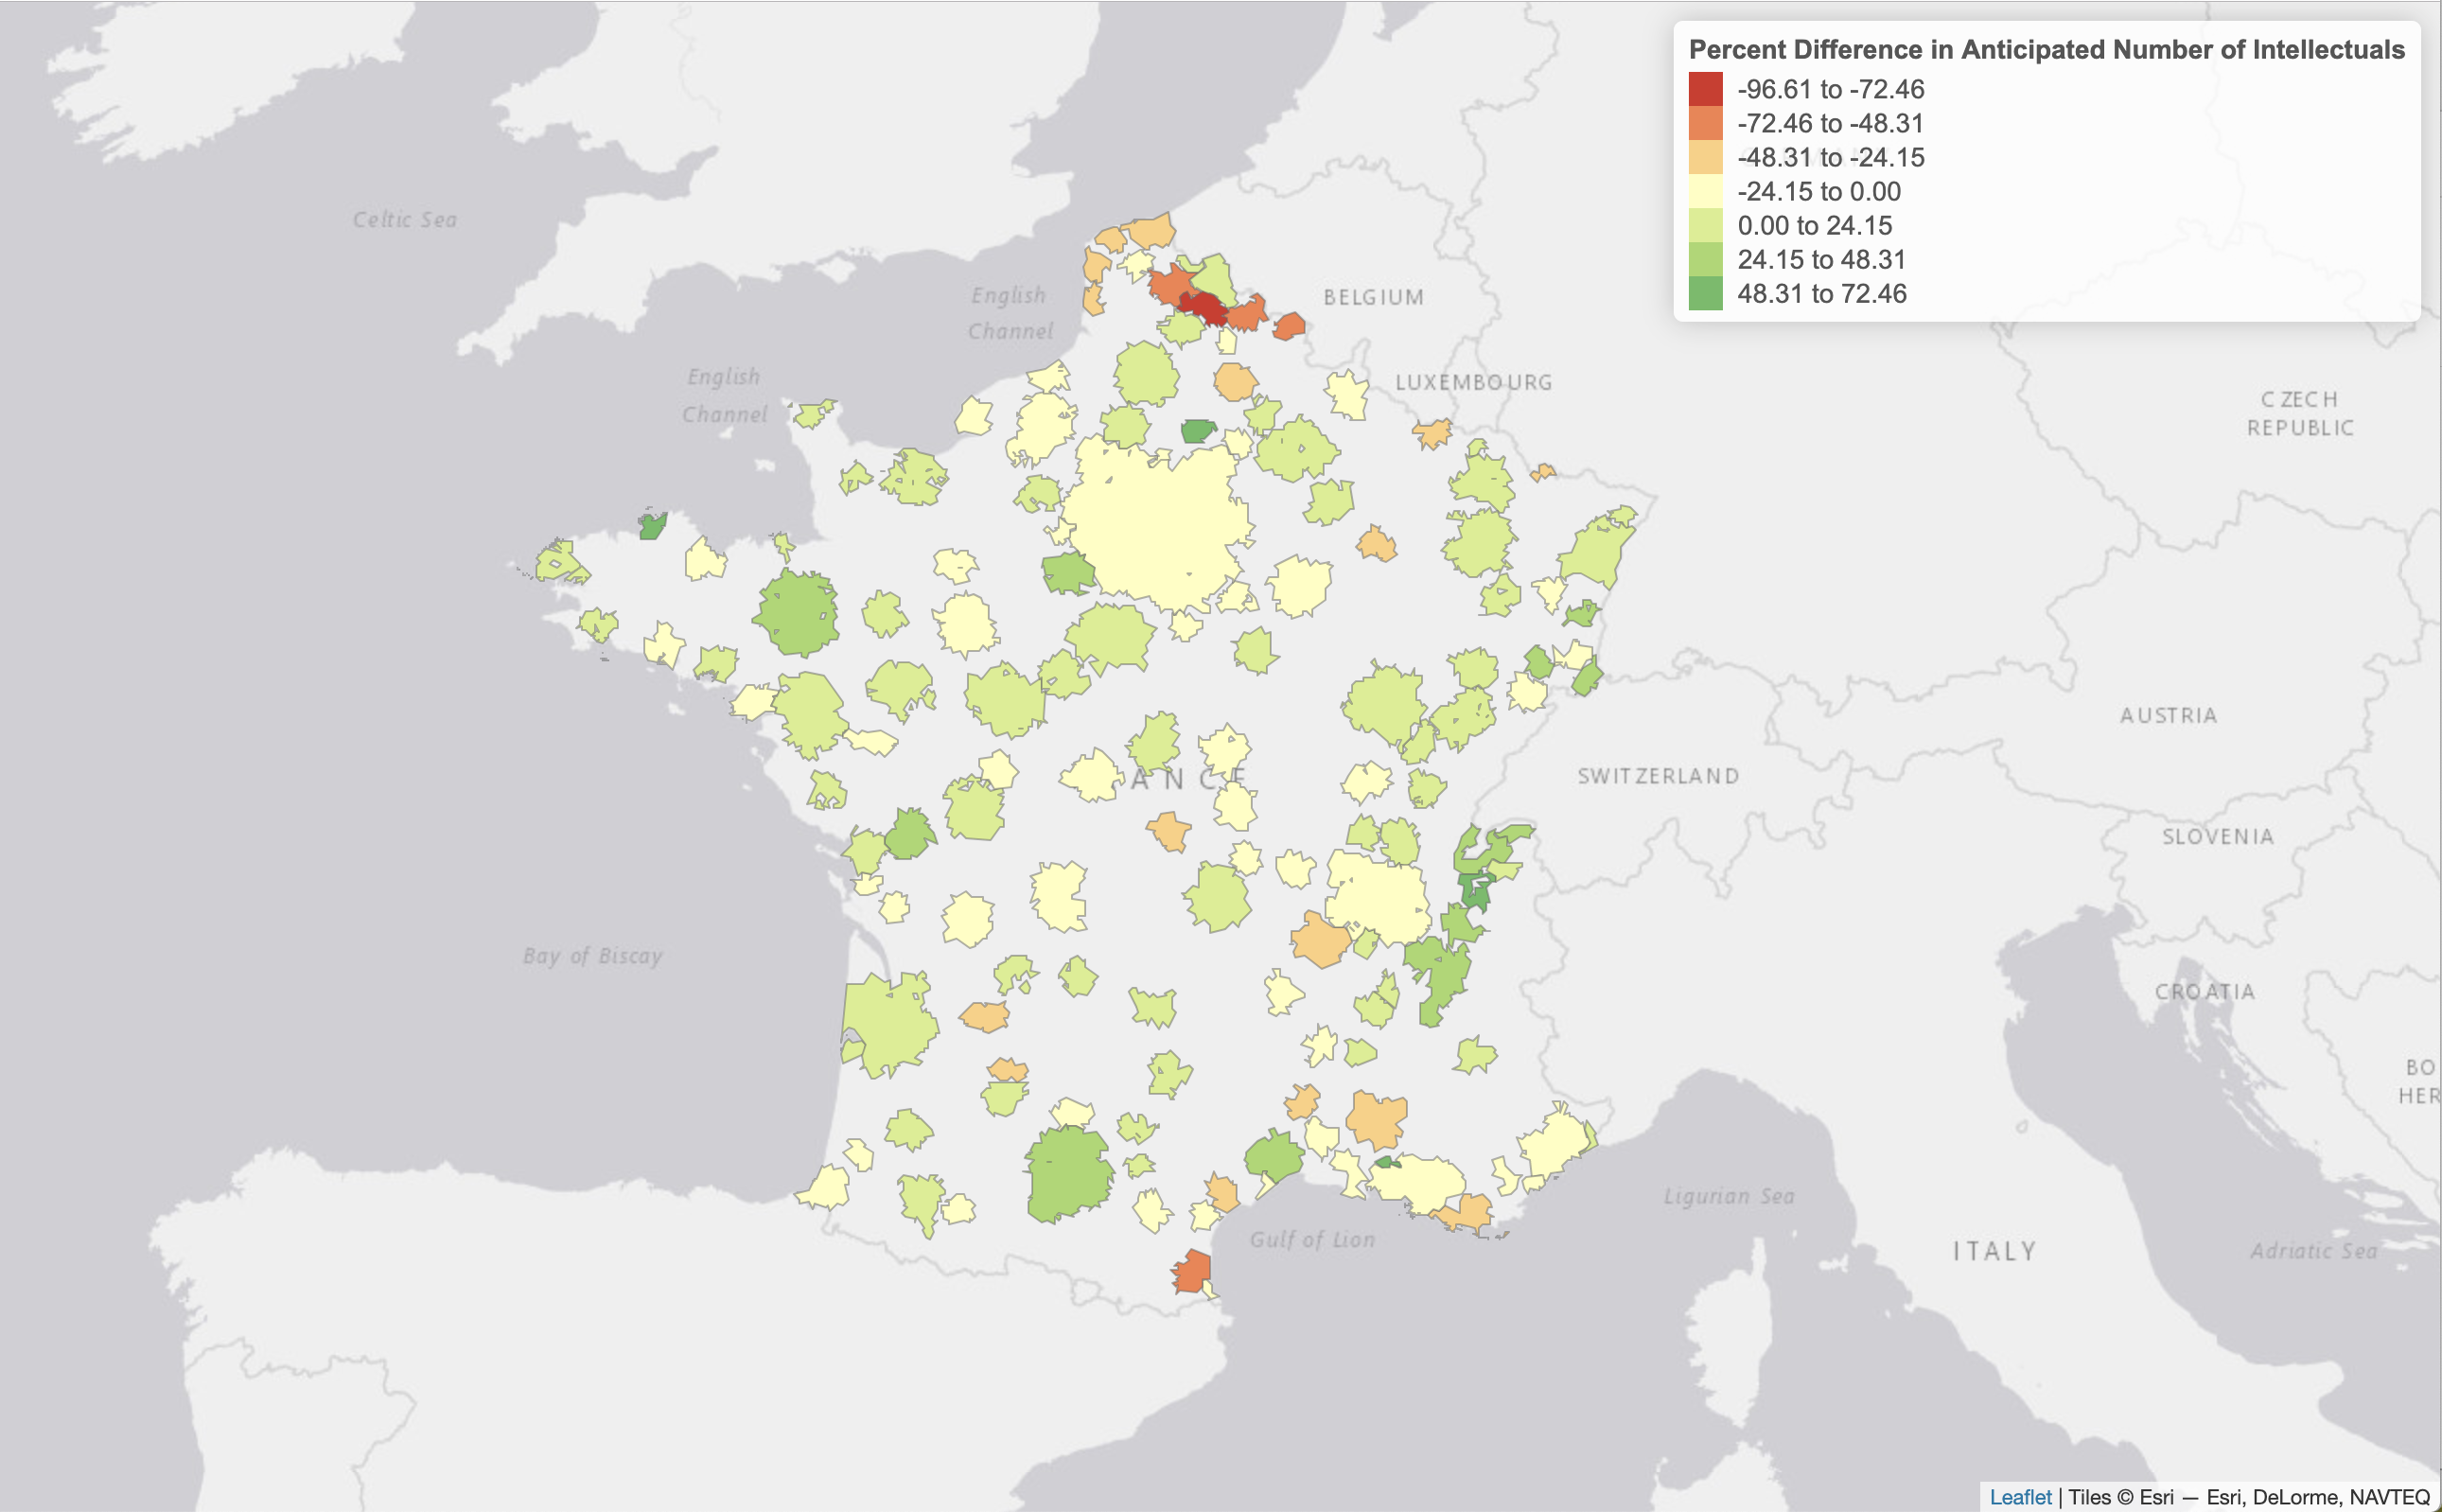 Percent Difference in Anticipated Number of Intellectuals
-96.61 to -72.46
-72.46 to -48.31
-48.31 to -24.15
-24.15 to 0.00
0.00 to 24.15
24.15 to 48.31
48.31 to 72.46
Celtic Sea
English
Channel
BELGIUM
English
Channel
LUXEMBOURG
CZECH
REPUBLIC
AUSTRIA
A N C E
SWITZERLAND
SLOVENIA
Bay of Biscay
CROATIA
BO
HER
Ligurian Sea
Gulf of Lion
ITALY
Adriatic Sea
Leaflet | Tiles © Esri — Esri, DeLorme, NAVTEQ